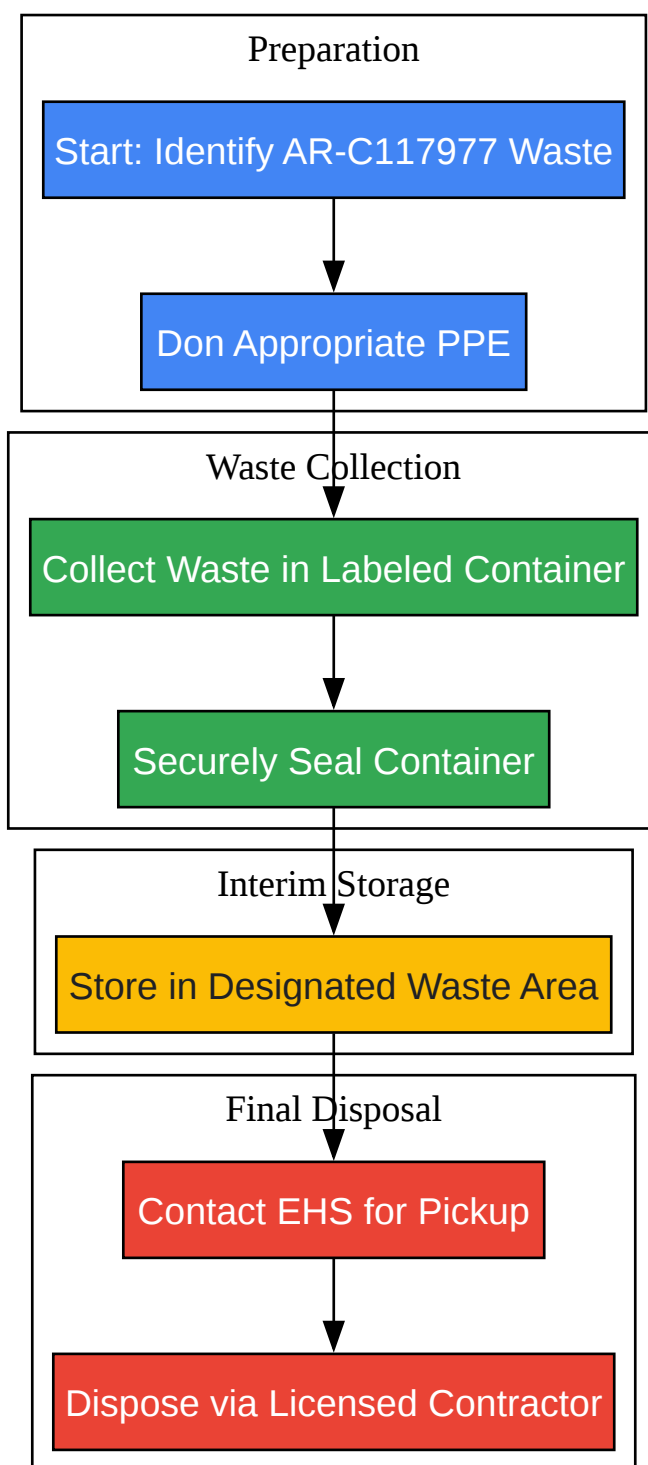 Preparation
Start: Identify AR-C117977 Waste
Don Appropriate PPE
Waste Collection
Collect Waste in Labeled Container
Securely Seal Container
Interim Storage
Store in Designated Waste Area
Final Disposal
Contact EHS for Pickup
Dispose via Licensed Contractor